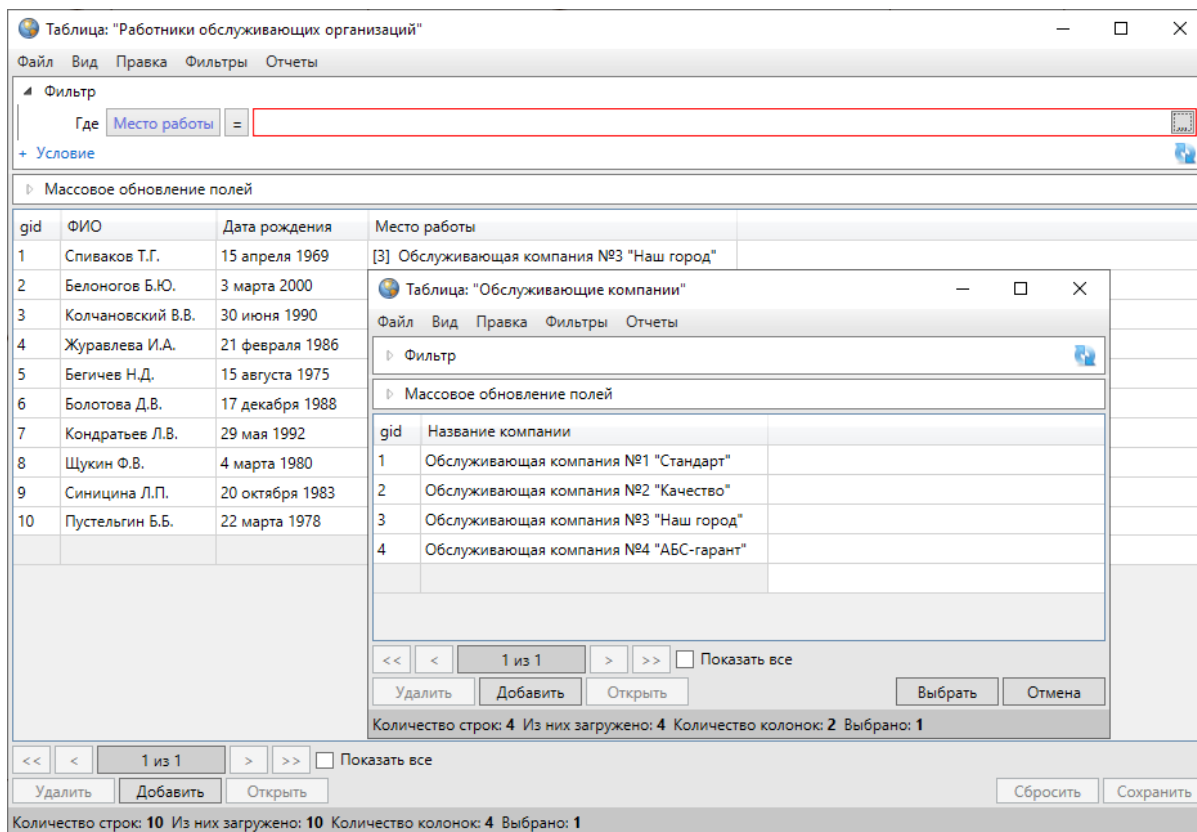 Таблица: "Работники обслуживающих организаций"
Файл Вид Правка Фильтры Отчеты
Фильтр
Где Место работы = ...
+ Условие
Массовое обновление полей
gid ФИО Дата рождения Место работы
1 Спиваков Т.Г. 15 апреля 1969 [3] Обслуживающая компания №3 "Наш город"
2 Белоногов Б.Ю. 3 марта 2000
3 Колчановский В.В. 30 июня 1990
4 Журавлева И.А. 21 февраля 1986
5 Бегичев Н.Д. 15 августа 1975
6 Болотова Д.В. 17 декабря 1988
7 Кондратьев Л.В. 29 мая 1992
8 Щукин Ф.В. 4 марта 1980
9 Синицина Л.П. 20 октября 1983
10 Пустельгин Б.Б. 22 марта 1978
Таблица: "Обслуживающие компании"
Файл Вид Правка Фильтры Отчеты
Фильтр
Массовое обновление полей
gid Название компании
1 Обслуживающая компания №1 "Стандарт"
2 Обслуживающая компания №2 "Качество"
3 Обслуживающая компания №3 "Наш город"
4 Обслуживающая компания №4 "АБС-гарант"
<< < 1 из 1 > >> Показать все
Удалить Добавить Открыть Выбрать Отмена
Количество строк: 4 Из них загружено: 4 Количество колонок: 2 Выбрано: 1
<< < 1 из 1 > >> Показать все
Удалить Добавить Открыть Сбросить Сохранить
Количество строк: 10 Из них загружено: 10 Количество колонок: 4 Выбрано: 1